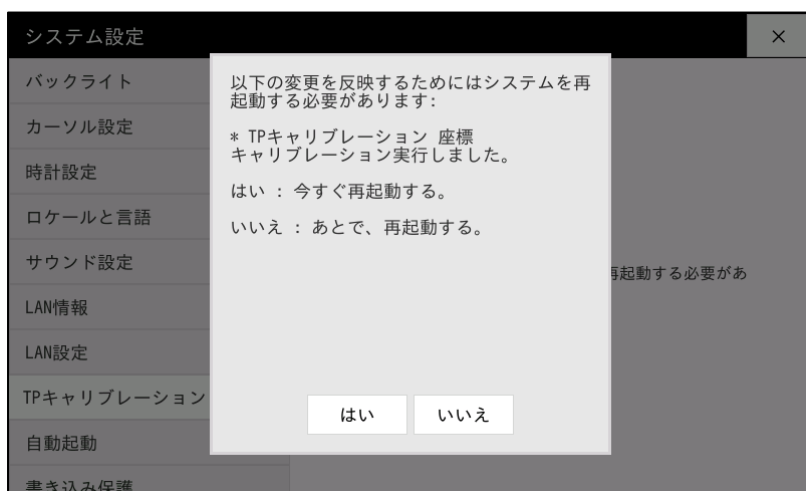 システム設定
×
バックライト
カーソル設定
時計設定
ロケールと言語
サウンド設定
LAN情報
LAN設定
TPキャリブレーション
自動起動
書き込み保護
以下の変更を反映するためにはシステムを再
起動する必要があります:
* TPキャリブレーション 座標
キャリブレーション実行しました。
はい : 今すぐ再起動する。
いいえ : あとで、再起動する。
はい
いいえ
再起動する必要があ